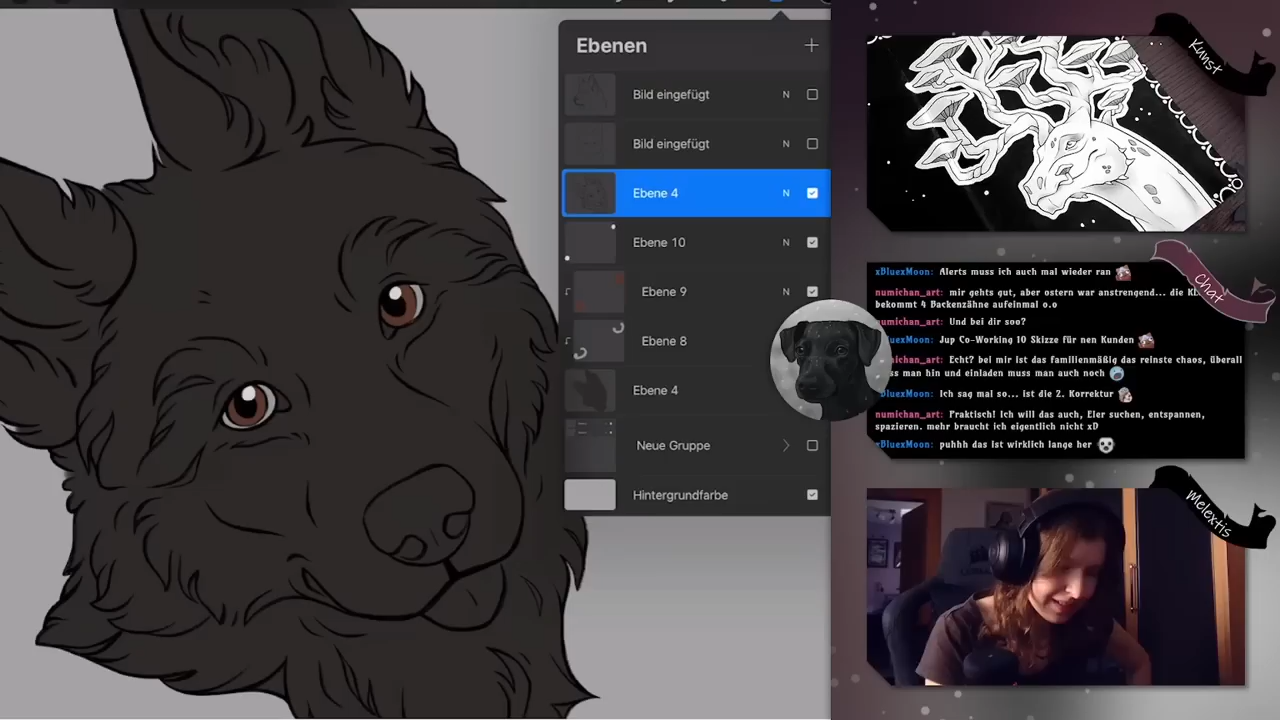 Ebenen
Bild eingefügt N
Bild eingefügt N
Ebene 4 N
Ebene 10 N
Ebene 9 N
Ebene 8
Ebene 4
Neue Gruppe
Hintergrundfarbe
Kunst
Chat
xBluexMoon: Alerts muss ich auch mal wieder ran
numichan_art: mir gehts gut, aber ostern war anstrengend... die
bekommt 4 Backenzähne aufeinmal o.o
numichan_art: Und bei dir soo?
BluexMoon: Jup Co-Working 10 Skizze für nen Kunden
michan_art: Echt? bei mir ist das familienmäßig das reinste chaos, überall
man hin und einladen muss man auch noch
BluexMoon: Ich sag mal so... ist die 2. Korrektur
numichan_art: Praktisch! Ich will das auch, Eier suchen, entspannen,
spazieren. mehr brauch ich eigentlich nicht xD
BluexMoon: puhhh das ist wirklich lange her
Melextis